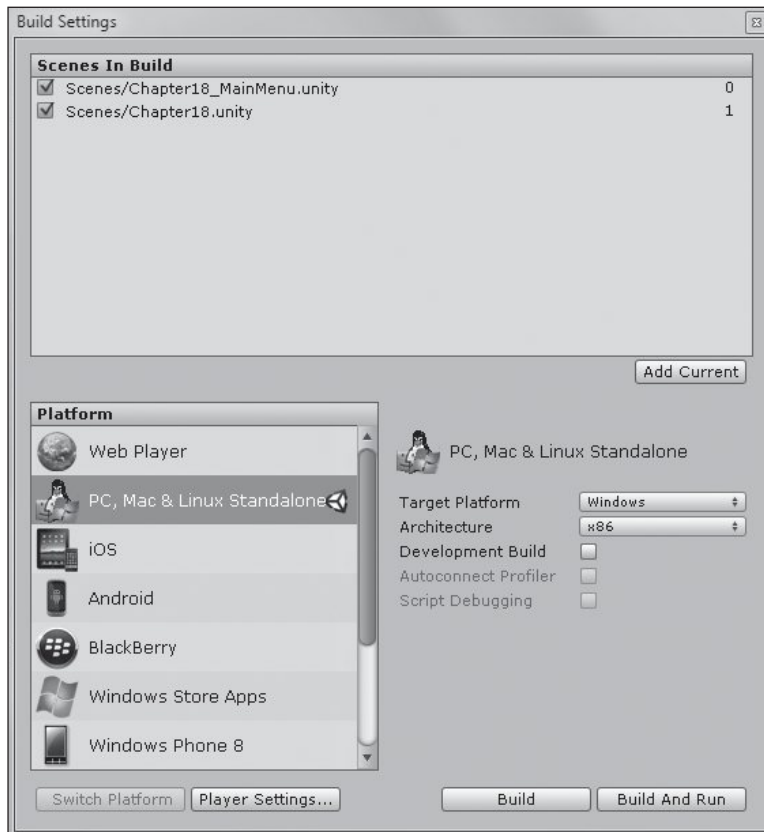 Build Settings
Scenes In Build
Scenes/Chapter18_MainMenu.unity 0
Scenes/Chapter18.unity 1
Add Current
Platform
Web Player
PC, Mac & Linux Standalone
iOS
Android
BlackBerry
Windows Store Apps
Windows Phone 8
PC, Mac & Linux Standalone
Target Platform Windows
Architecture x86
Development Build
Autoconnect Profiler
Script Debugging
Switch Platform Player Settings... Build Build And Run